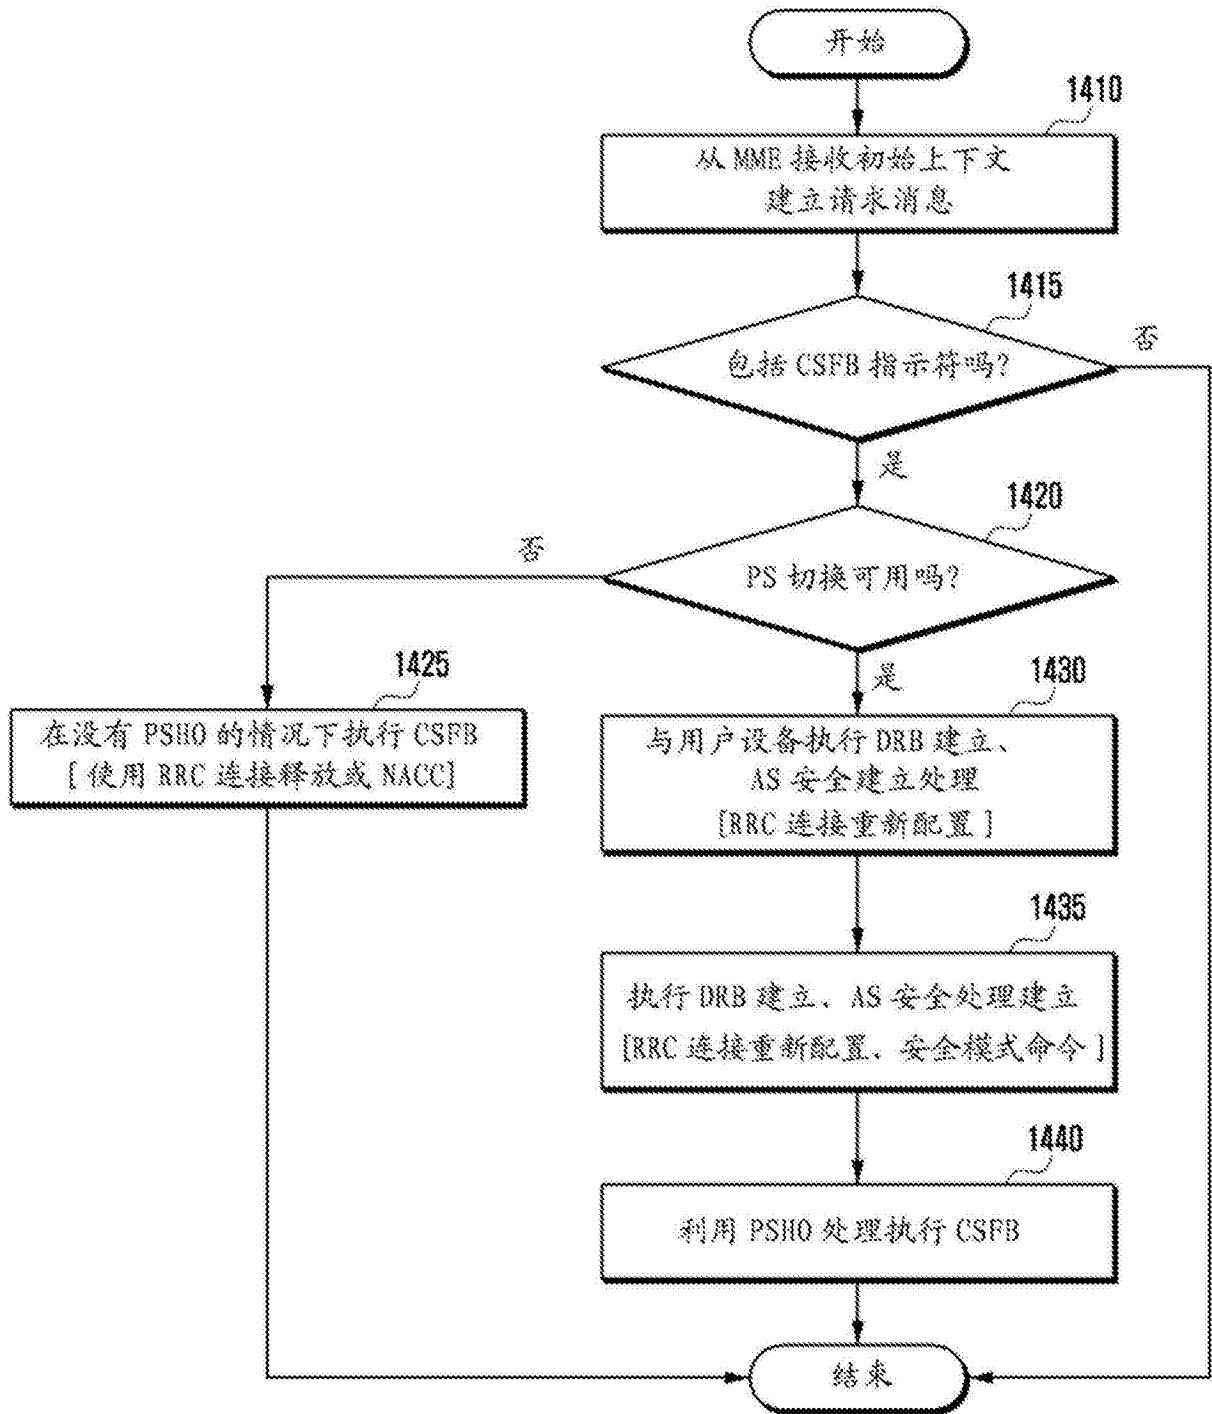 开始
1410
从 MME 接收初始上下文
建立请求消息
1415
包括 CSFB 指示符吗?
否
是
1420
否
PS 切换可用吗?
是
1425
在没有 PSHO 的情况下执行 CSFB
[使用 RRC 连接释放或 NACC]
1430
与用户设备执行 DRB 建立、
AS 安全建立处理
[RRC 连接重新配置]
1435
执行 DRB 建立、AS 安全处理建立
[RRC 连接重新配置、安全模式命令]
1440
利用 PSHO 处理执行 CSFB
结束